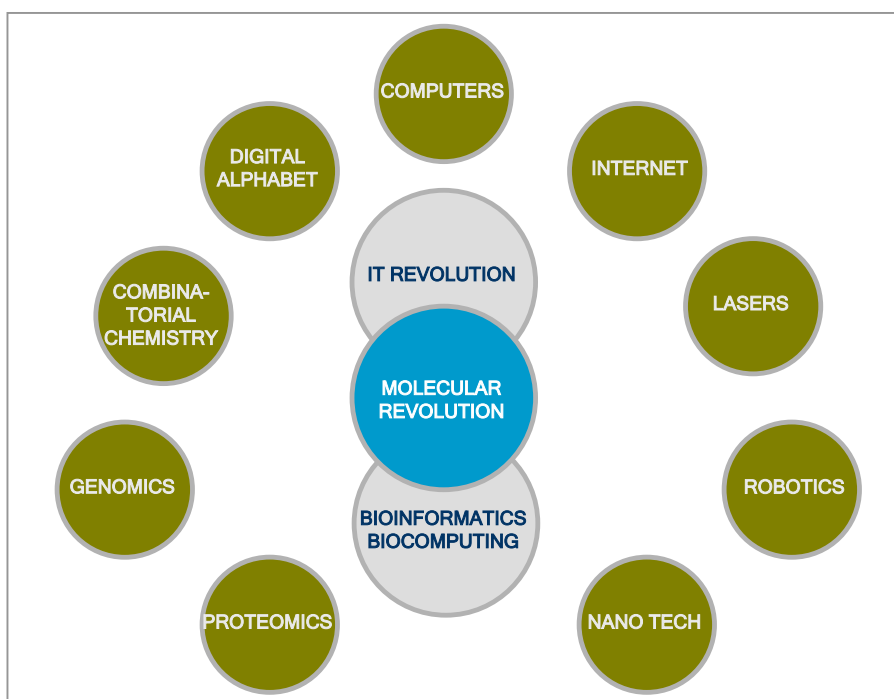 COMPUTERS
DIGITAL
ALPHABET
INTERNET
IT REVOLUTION
COMBINA-
TORIAL
CHEMISTRY
LASERS
MOLECULAR
REVOLUTION
GENOMICS
ROBOTICS
BIOINFORMATICS
BIOCOMPUTING
PROTEOMICS
NANO TECH